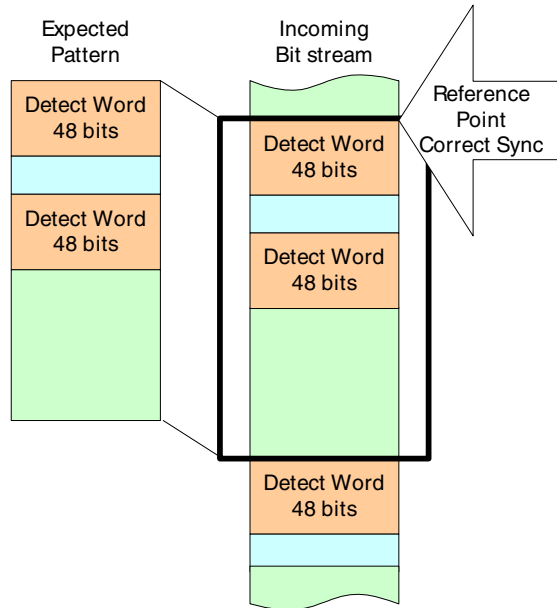 Expected
Pattern
Detect Word
48 bits
Detect Word
48 bits
Incoming
Bit stream
Detect Word
48 bits
Detect Word
48 bits
Detect Word
48 bits
Reference
Point
Correct Sync